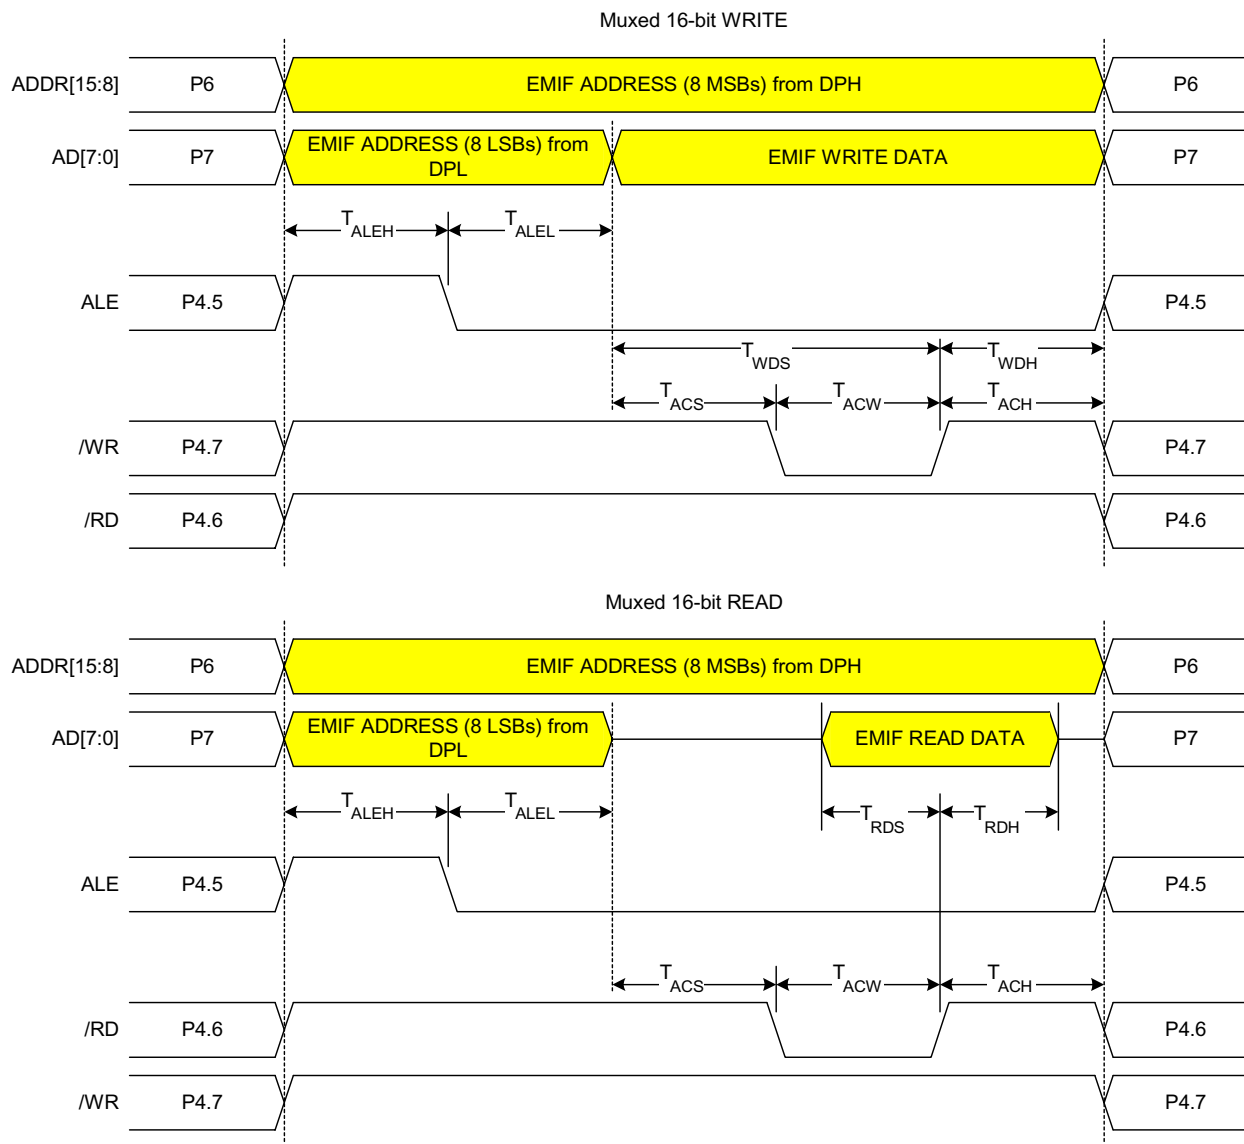 Muxed 16-bit WRITE
ADDR[15:8] P6 EMIF ADDRESS (8 MSBs) from DPH P6
AD[7:0] P7 EMIF ADDRESS (8 LSBs) from DPL EMIF WRITE DATA P7
TALEH TALEL
ALE P4.5 P4.5
TWDS TWDH
TACS TACW TACH
/WR P4.7 P4.7
/RD P4.6 P4.6
Muxed 16-bit READ
ADDR[15:8] P6 EMIF ADDRESS (8 MSBs) from DPH P6
AD[7:0] P7 EMIF ADDRESS (8 LSBs) from DPL EMIF READ DATA P7
TALEH TALEL TRDS TRDH
ALE P4.5 P4.5
TACS TACW TACH
/RD P4.6 P4.6
/WR P4.7 P4.7